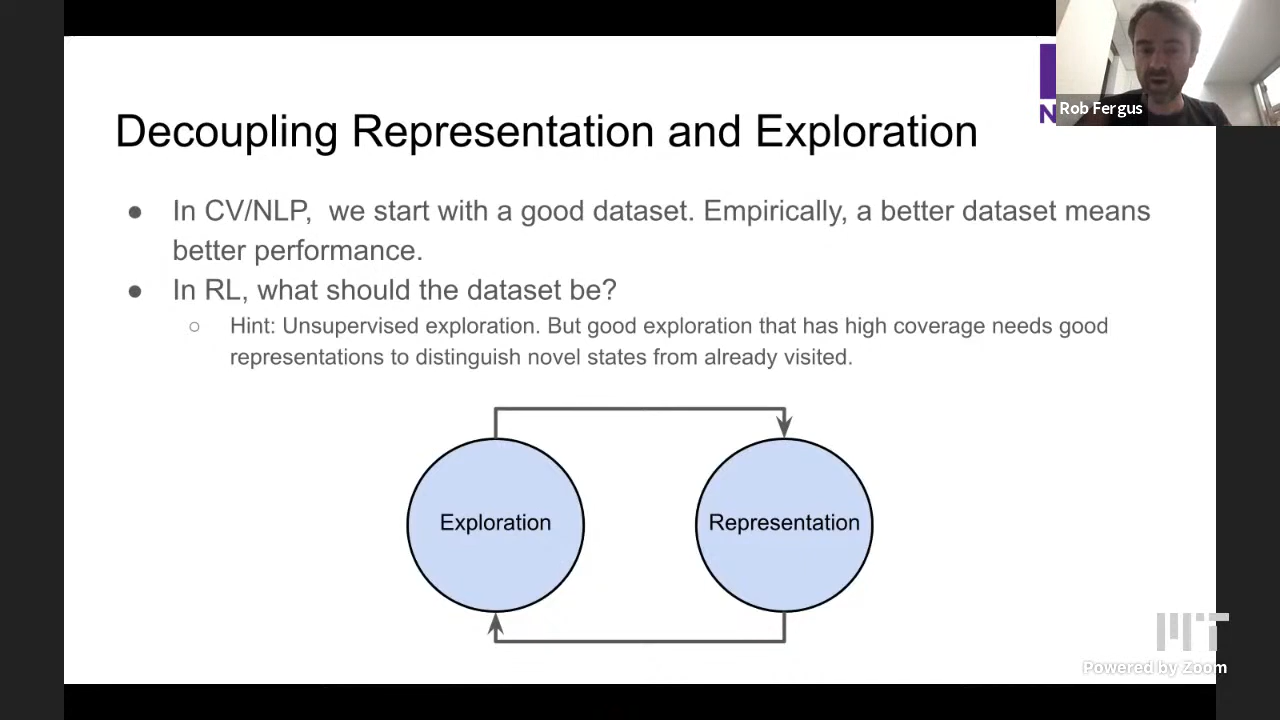 Decoupling Representation and Exploration
N
Rob Fergus
● In CV/NLP, we start with a good dataset. Empirically, a better dataset means
better performance.
● In RL, what should the dataset be?
○ Hint: Unsupervised exploration. But good exploration that has high coverage needs good
representations to distinguish novel states from already visited.
Exploration
Representation
MIT
Powered by Zoom